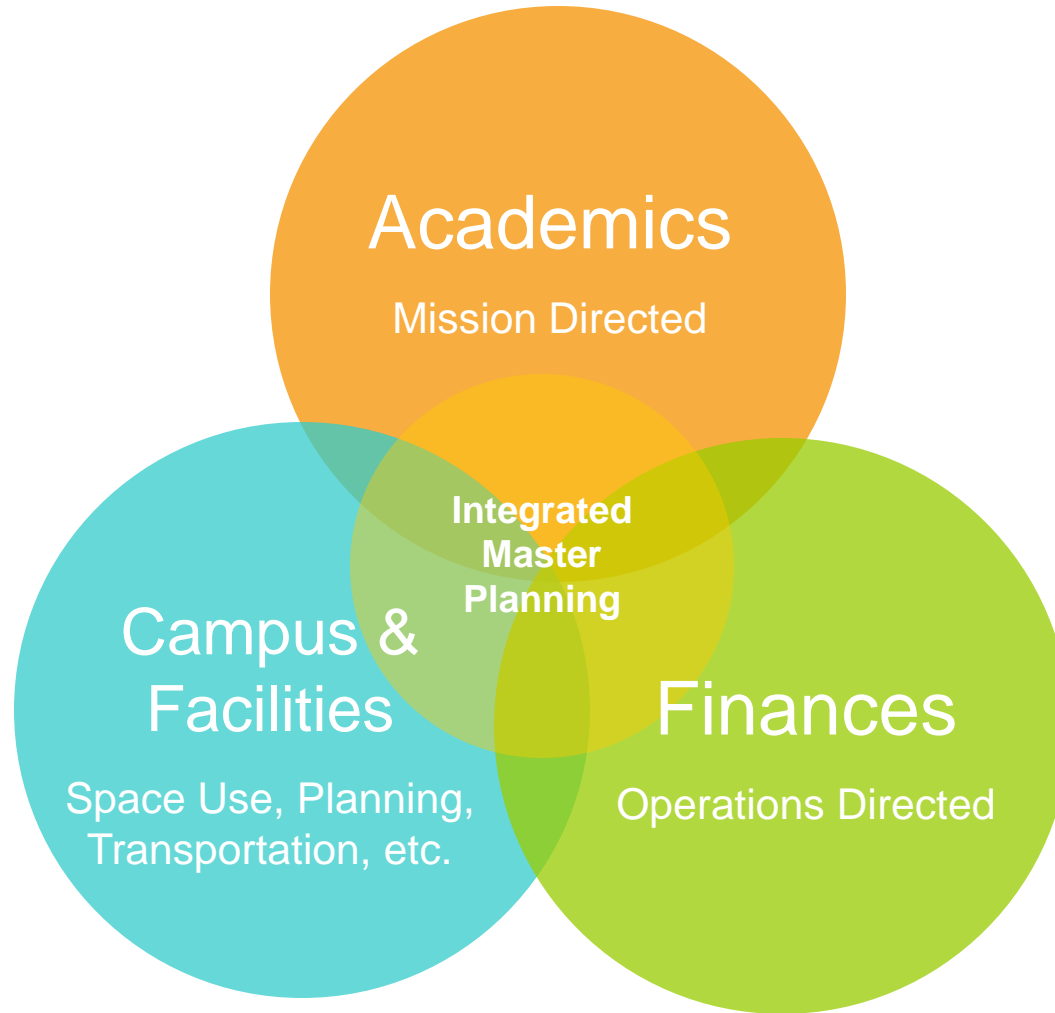 Academics
Mission Directed
Integrated
Master
Planning
Campus &
Facilities
Space Use, Planning,
Transportation, etc.
Finances
Operations Directed